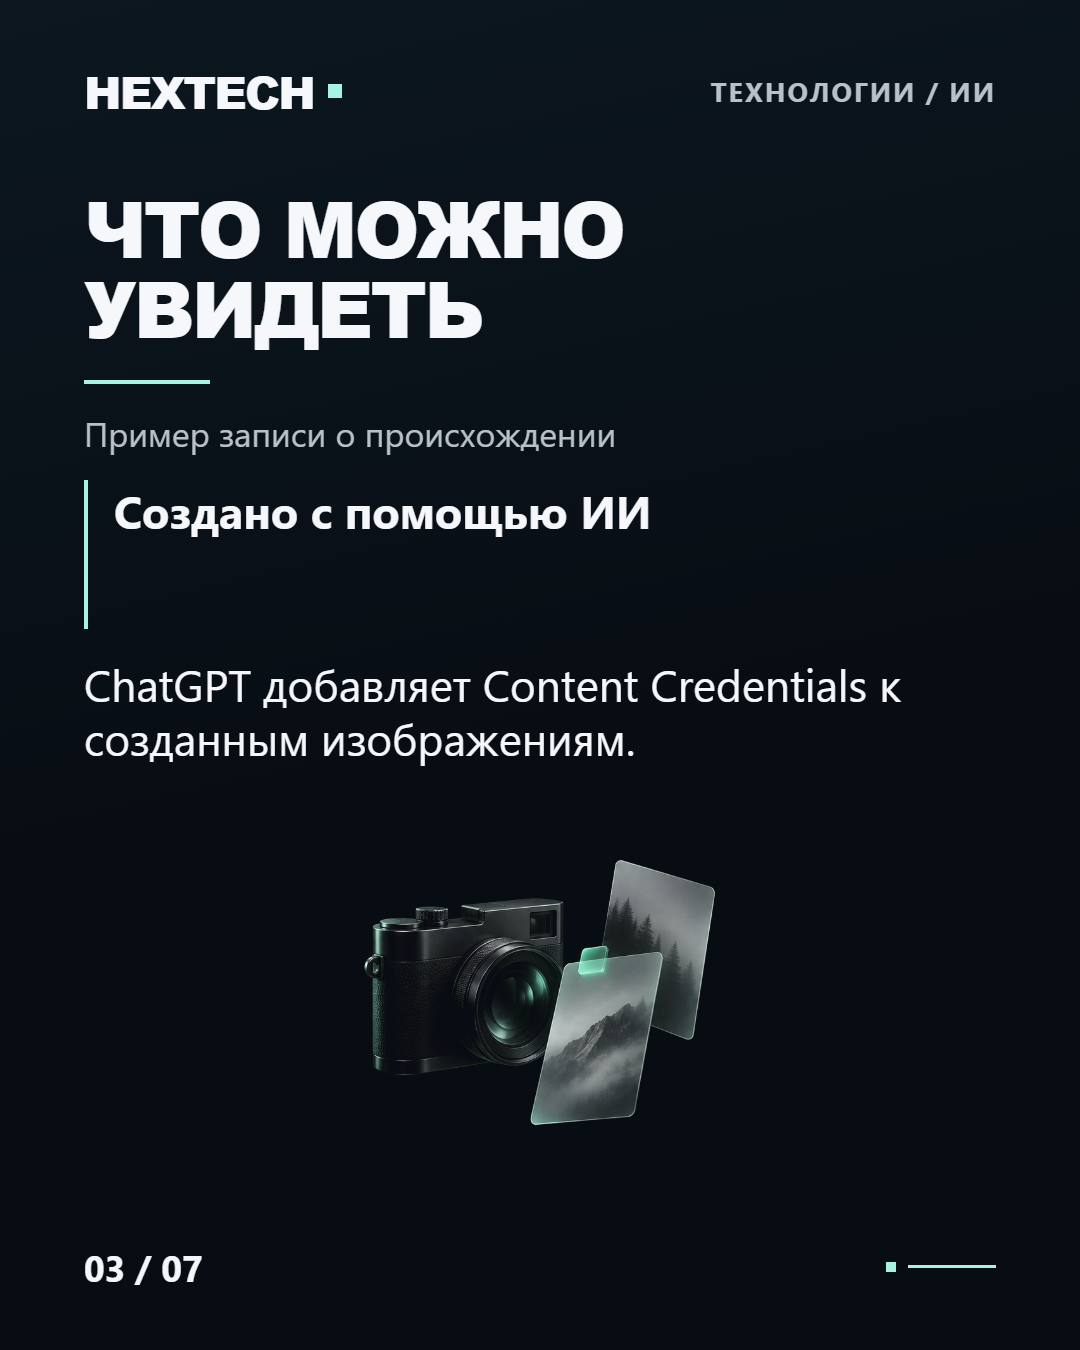 HEXTECH
ТЕХНОЛОГИИ / ИИ
ЧТО МОЖНО
УВИДЕТЬ
Пример записи о происхождении
Создано с помощью ИИ
ChatGPT добавляет Content Credentials к
созданным изображениям.
03 / 07